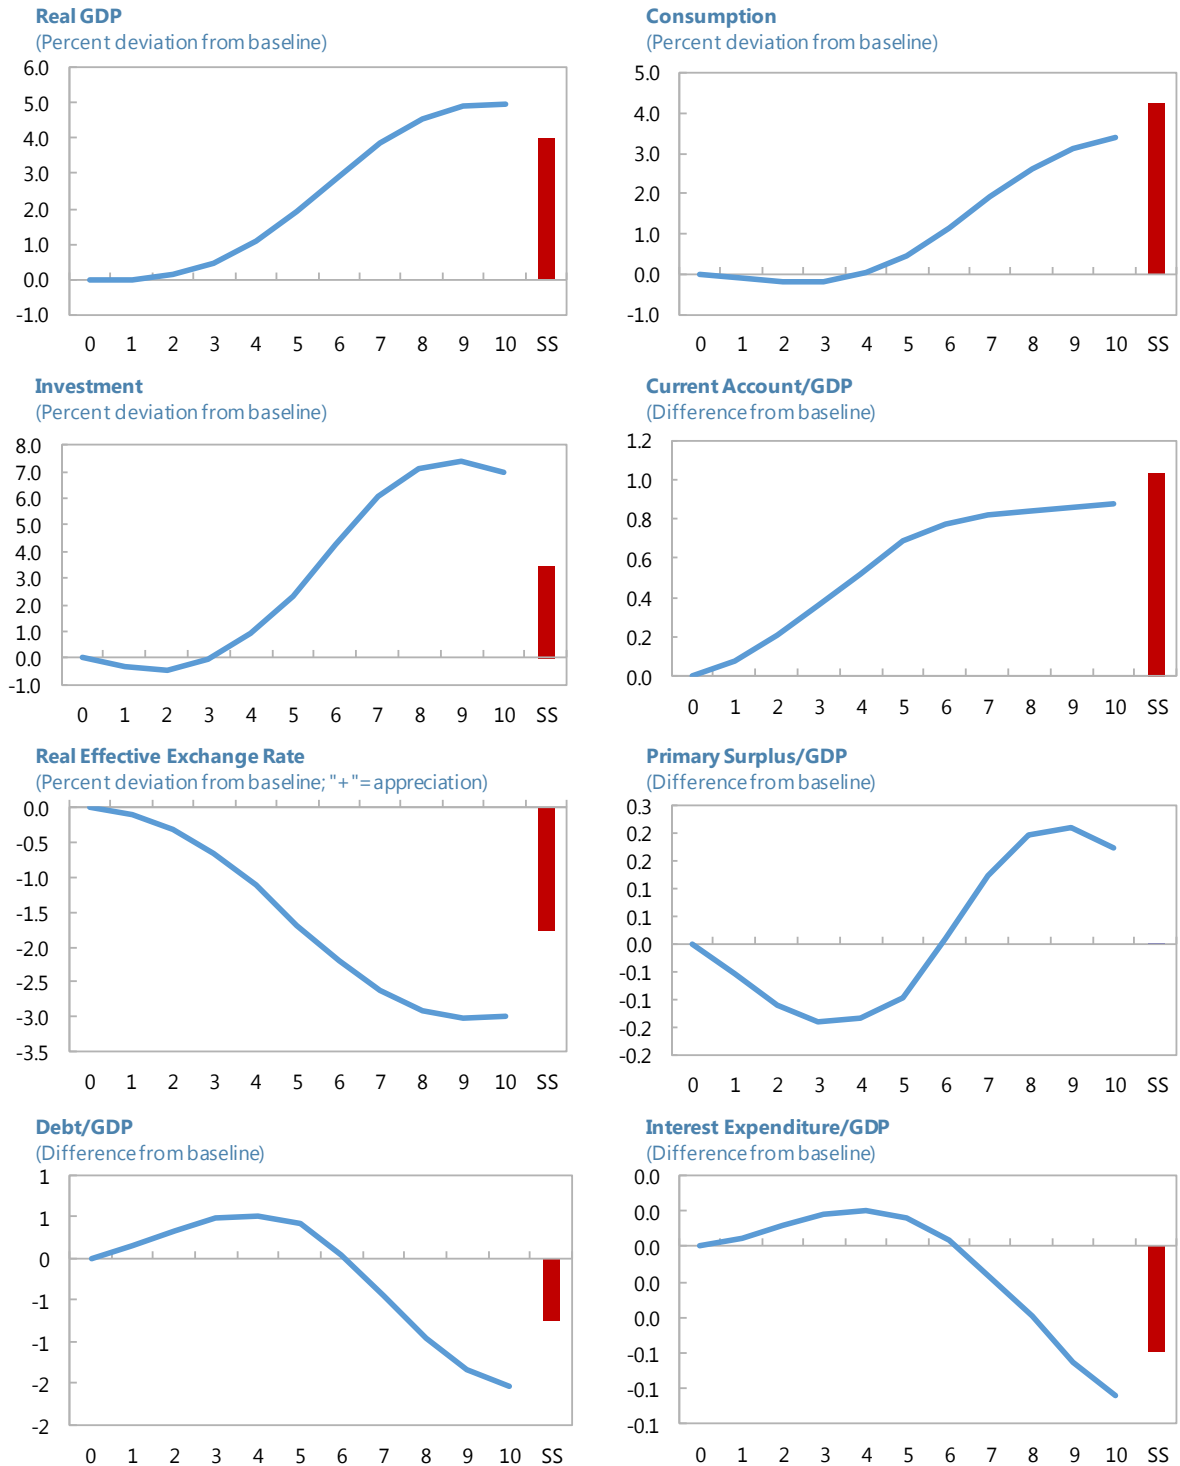 Real GDP
(Percent deviation from baseline)
6.0
5.0
4.0
3.0
2.0
1.0
0.0
-1.0
0 1 2 3 4 5 6 7 8 9 10 SS
Consumption
(Percent deviation from baseline)
5.0
4.0
3.0
2.0
1.0
0.0
-1.0
0 1 2 3 4 5 6 7 8 9 10 SS
Investment
(Percent deviation from baseline)
8.0
7.0
6.0
5.0
4.0
3.0
2.0
1.0
0.0
-1.0
0 1 2 3 4 5 6 7 8 9 10 SS
Current Account/GDP
(Difference from baseline)
1.2
1.0
0.8
0.6
0.4
0.2
0.0
0 1 2 3 4 5 6 7 8 9 10 SS
Real Effective Exchange Rate
(Percent deviation from baseline; "+"= appreciation)
0.0
-0.5
-1.0
-1.5
-2.0
-2.5
-3.0
-3.5
0 1 2 3 4 5 6 7 8 9 10 SS
Primary Surplus/GDP
(Difference from baseline)
0.3
0.2
0.2
0.1
0.1
0.0
-0.1
-0.1
-0.2
-0.2
0 1 2 3 4 5 6 7 8 9 10 SS
Debt/GDP
(Difference from baseline)
1
1
0
-1
-1
-2
-2
0 1 2 3 4 5 6 7 8 9 10 SS
Interest Expenditure/GDP
(Difference from baseline)
0.0
0.0
0.0
0.0
0.0
-0.1
-0.1
-0.1
0 1 2 3 4 5 6 7 8 9 10 SS